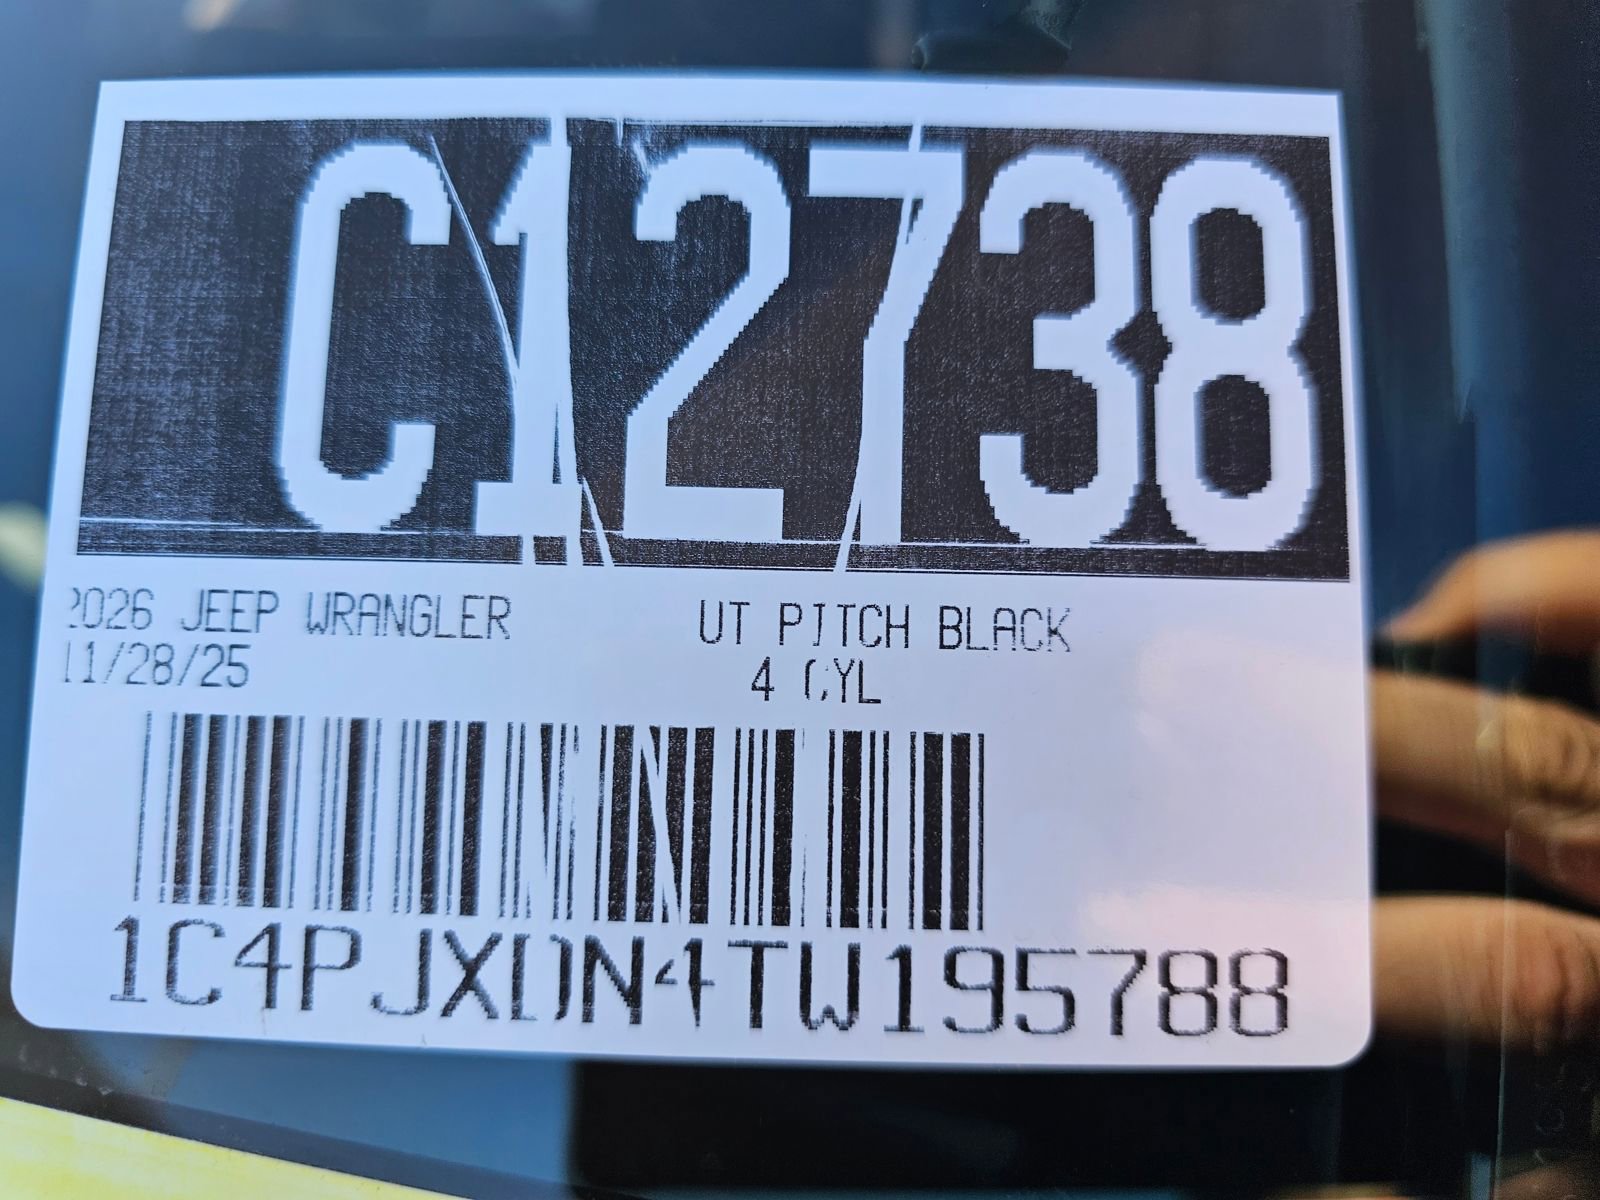 C12738
2026 JEEP WRANGLER UT PITCH BLACK
11/28/25 4 CYL
1C4PJXDN4TW195788